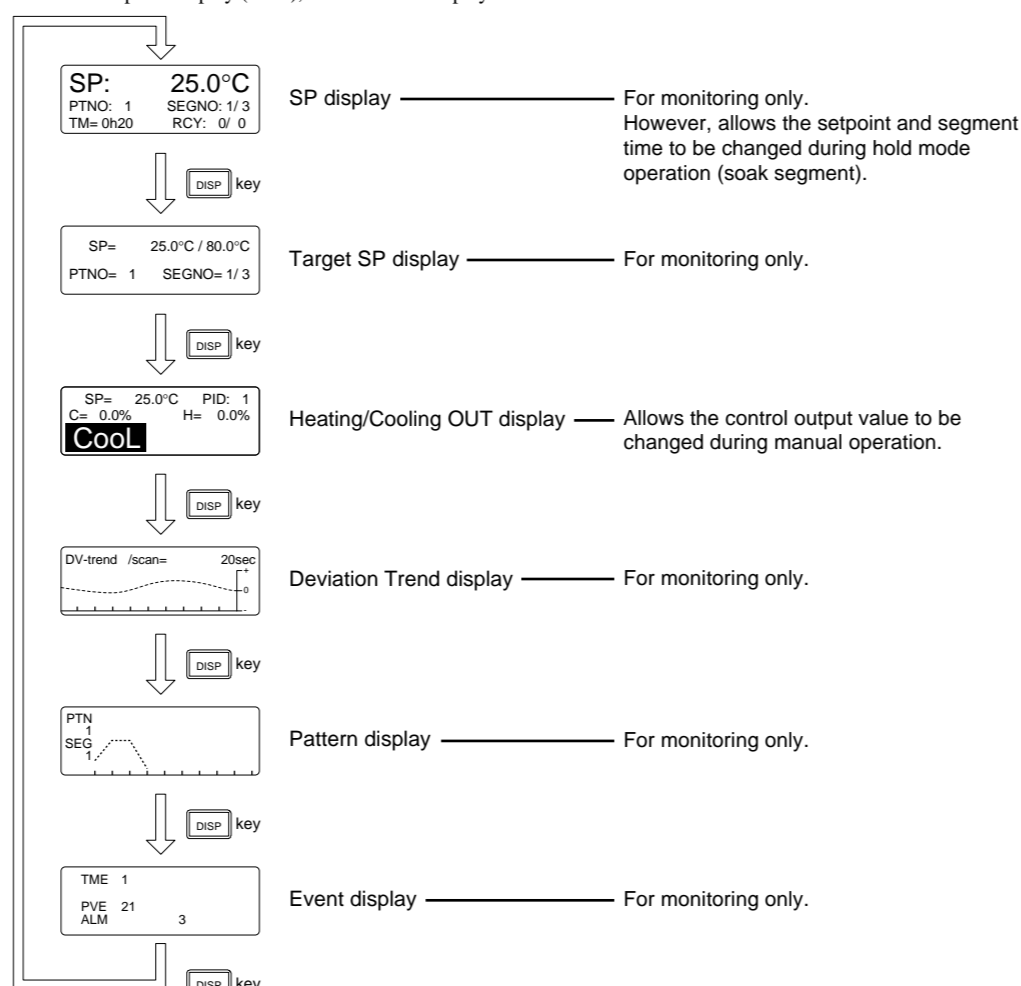 SP: 25.0°C
PTNO: 1 SEGNO: 1/ 3
TM= 0h20 RCY: 0/ 0
SP display
For monitoring only.
However, allows the setpoint and segment
time to be changed during hold mode
operation (soak segment).
DISP key
SP= 25.0°C / 80.0°C
PTNO= 1 SEGNO= 1/ 3
Target SP display
For monitoring only.
DISP key
SP= 25.0°C PID: 1
C= 0.0% H= 0.0%
CooL
Heating/Cooling OUT display
Allows the control output value to be
changed during manual operation.
DISP key
DV-trend /scan= 20sec
+
0
-
Deviation Trend display
For monitoring only.
DISP key
PTN
1
SEG
1
Pattern display
For monitoring only.
DISP key
TME 1
PVE 21
ALM 3
Event display
For monitoring only.
DISP key